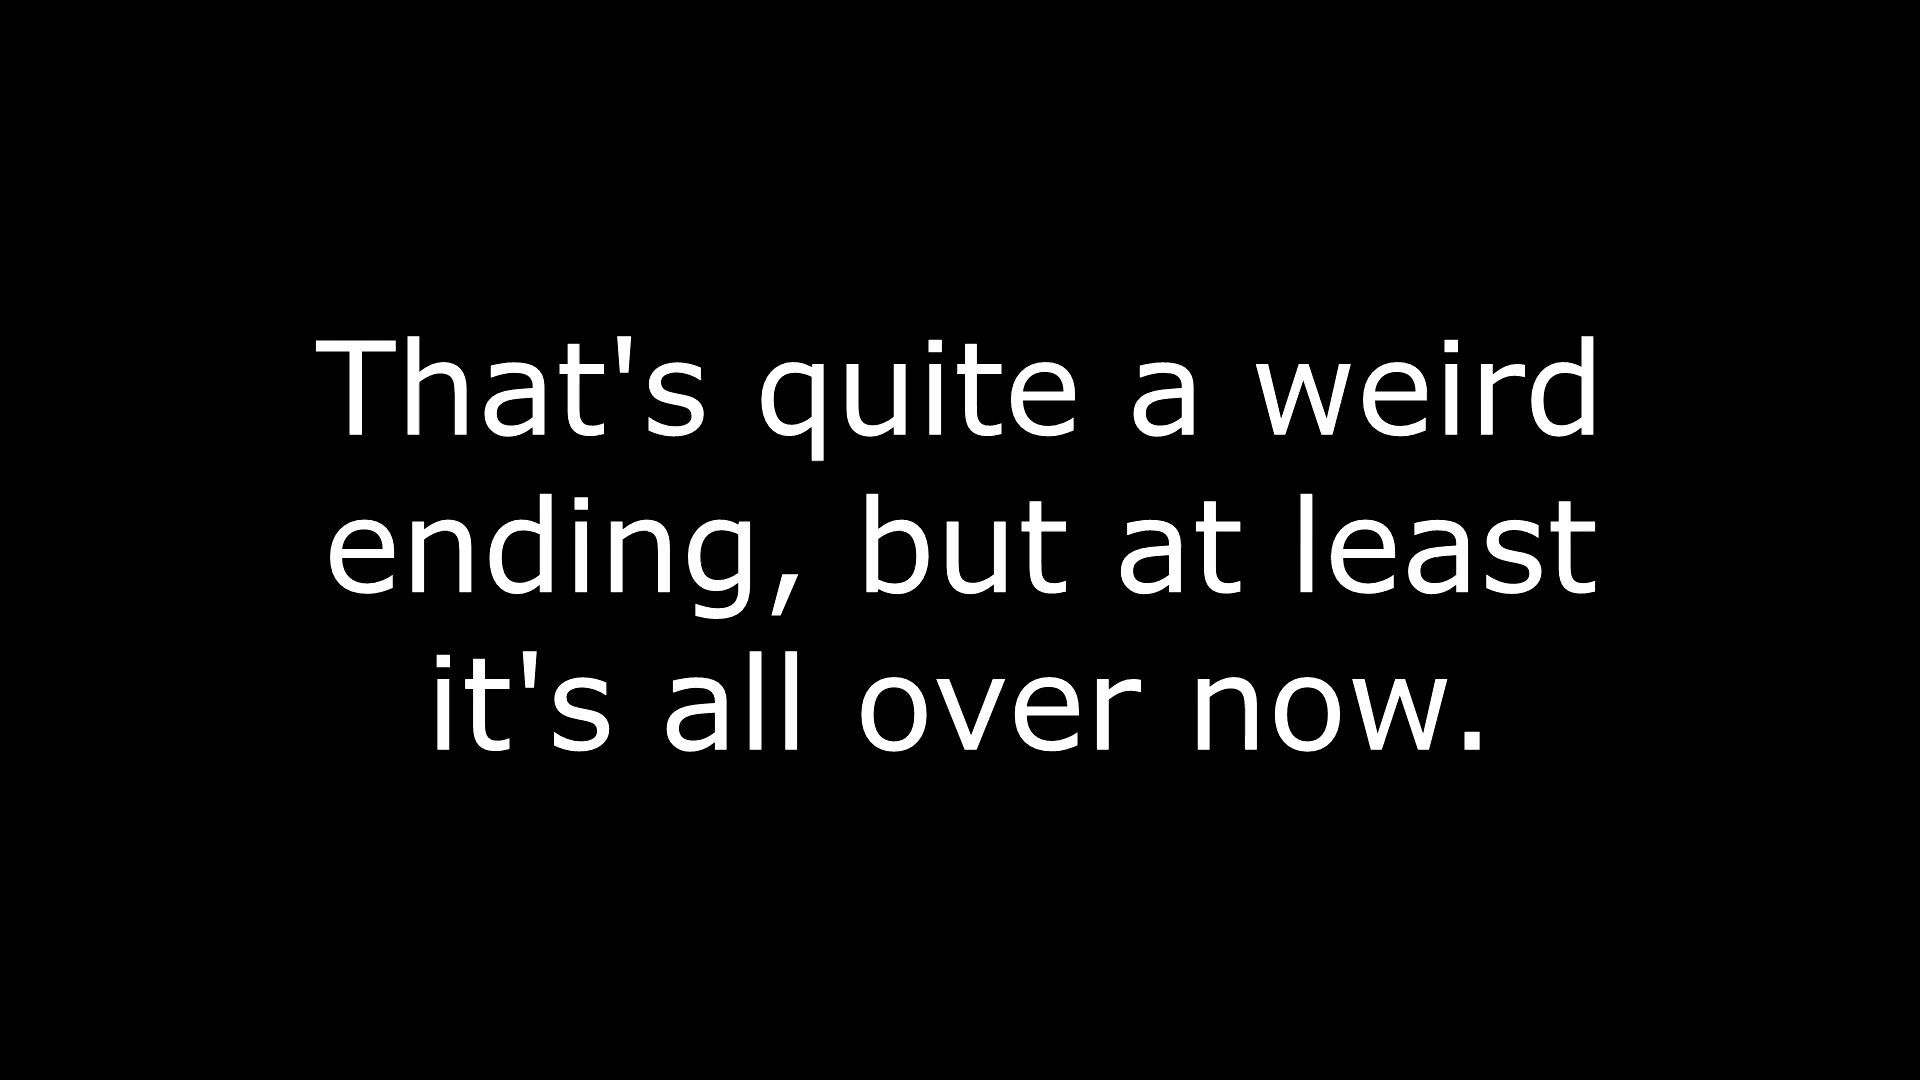 That's quite a weird
ending, but at least
it's all over now.